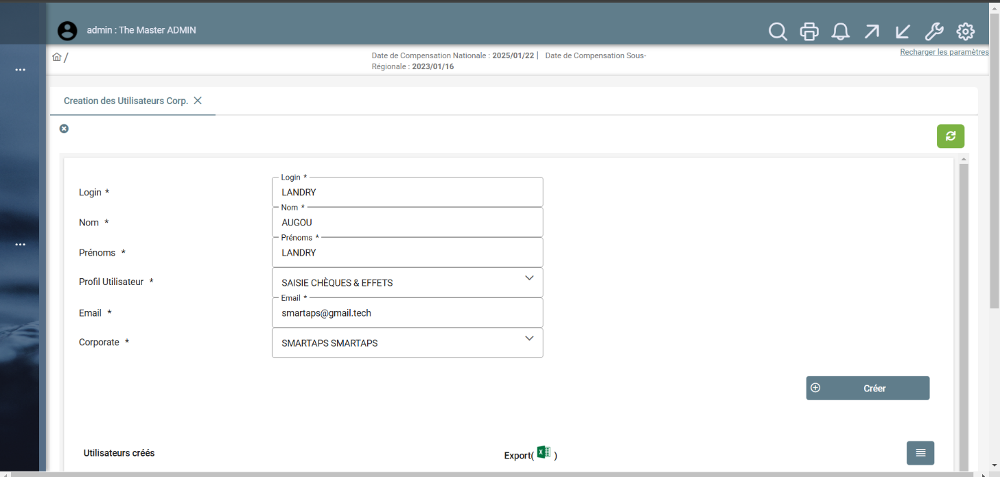 admin : The Master ADMIN
/
Date de Compensation Nationale : 2025/01/22 | Date de Compensation Sous-
Régionale : 2023/01/16
Recharger les paramètres
Creation des Utilisateurs Corp.
Login *
Login *
LANDRY
Nom *
Nom *
AUGOU
Prénoms *
Prénoms *
LANDRY
Profil Utilisateur *
SAISIE CHÈQUES & EFFETS
Email *
Email *
smartaps@gmail.tech
Corporate *
SMARTAPS SMARTAPS
Créer
Utilisateurs créés
Export( )